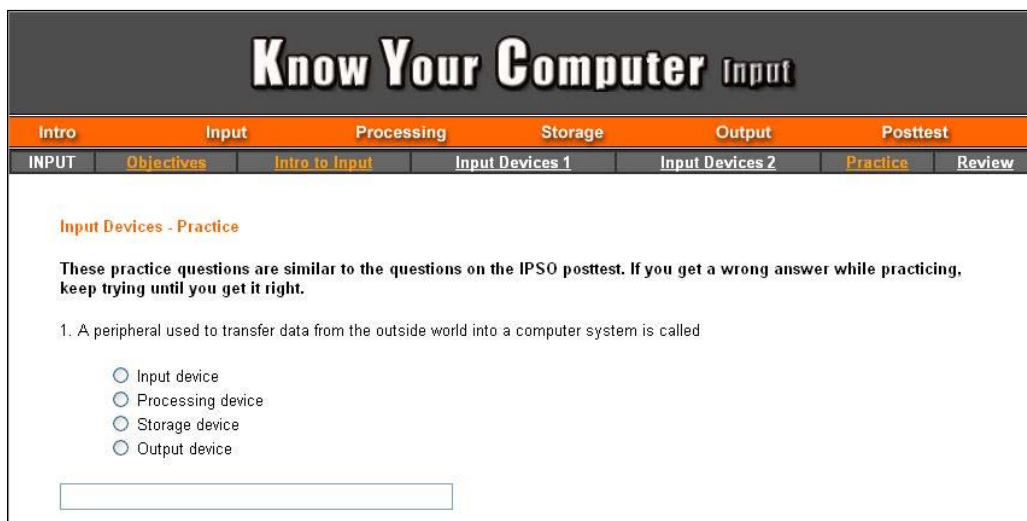 Know Your Computer Input
Intro Input Processing Storage Output Posttest
INPUT Objectives Intro to Input Input Devices 1 Input Devices 2 Practice Review
Input Devices - Practice
These practice questions are similar to the questions on the IPSO posttest. If you get a wrong answer while practicing,
keep trying until you get it right.
1. A peripheral used to transfer data from the outside world into a computer system is called
Input device
Processing device
Storage device
Output device